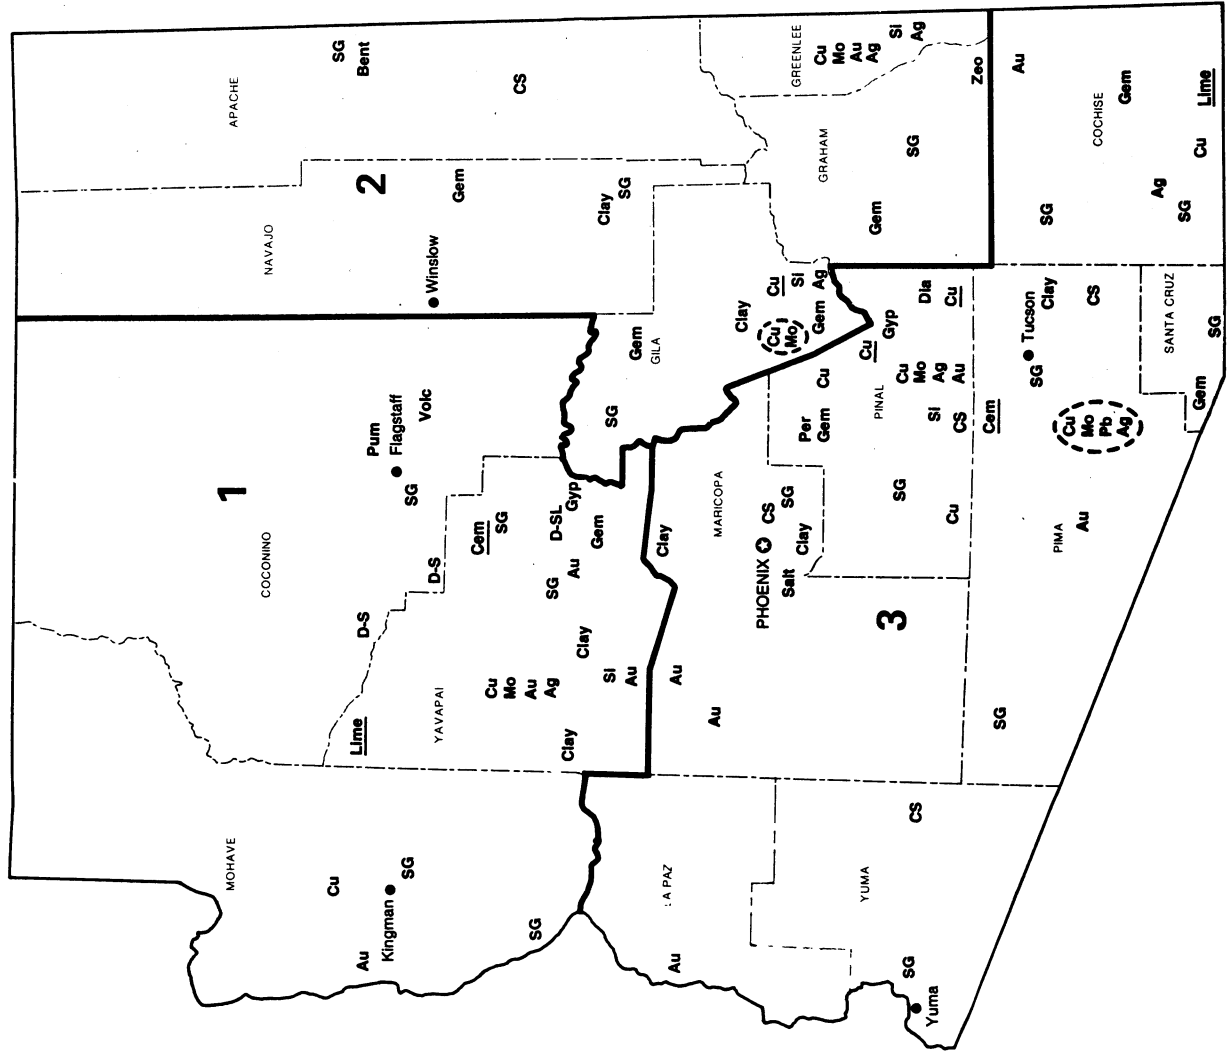 MOHAVE
Au
Kingman
Cu
SG
SG
COCONINO
1
Pum
Flagstaff
SG
Volc
D-S
D-S
NAVAJO
2
Winslow
Gem
Clay
SG
APACHE
SG
Bent
CS
YAVAPAI
Lime
Cem
SG
Cu
Mo
Au
Ag
D-SL
Gyp
Gem
SG
Au
Clay
Si
Au
Clay
GILA
Gem
SG
Clay
Cu
Mo
Cu
Si
Ag
Gem
GREENLEE
Cu
Mo
Au
Ag
Si
Ag
GRAHAM
SG
Gem
Zeo
LA PAZ
Au
YUMA
CS
SG
Yuma
MARICOPA
Clay
Au
Au
PHOENIX
CS
SG
Salt
Clay
3
PINAL
Per
Gem
Cu
Cu
Gyp
Cu
Mo
Ag
Au
Si
CS
Dia
Cu
SG
Cu
PIMA
Cem
SG
Tucson
Clay
CS
Cu
Mo
Pb
Ag
Au
SG
SANTA CRUZ
Gem
SG
COCHISE
Au
Gem
Lime
Cu
SG
Ag
SG